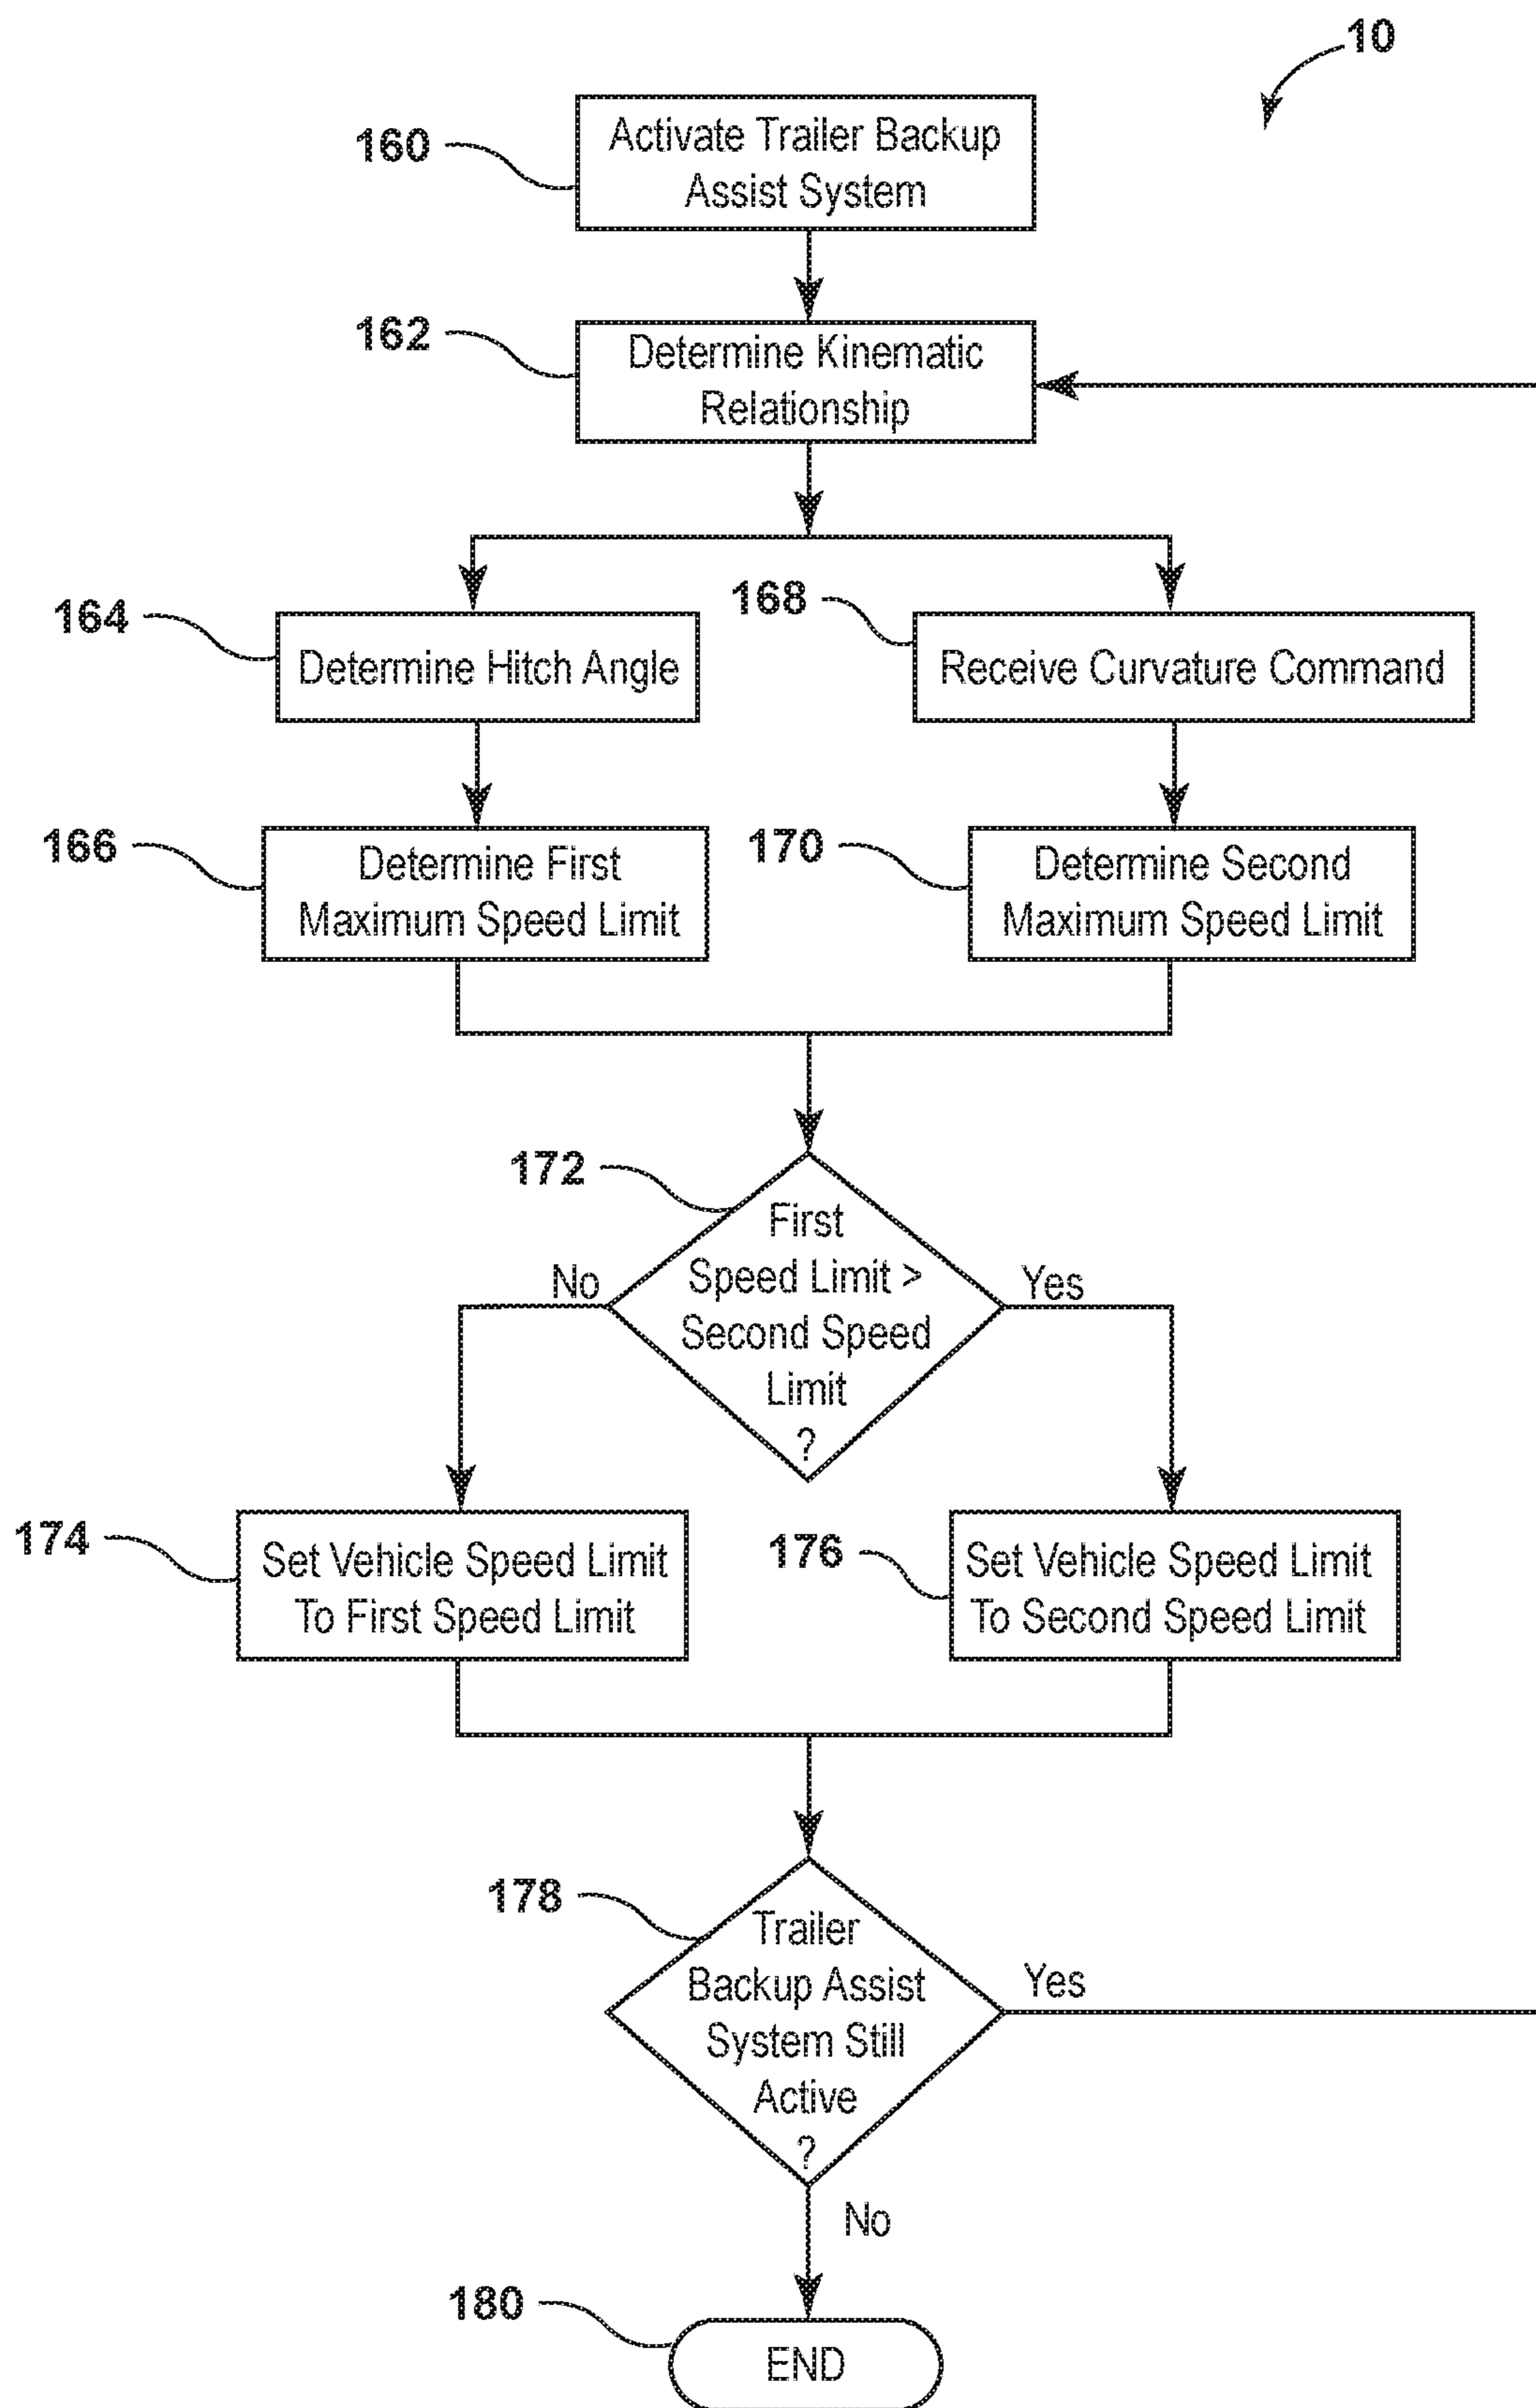 10
160
Activate Trailer Backup
Assist System
162
Determine Kinematic
Relationship
164
Determine Hitch Angle
168
Receive Curvature Command
166
Determine First
Maximum Speed Limit
170
Determine Second
Maximum Speed Limit
172
First
Speed Limit >
Second Speed
Limit
?
No
Yes
174
Set Vehicle Speed Limit
To First Speed Limit
176
Set Vehicle Speed Limit
To Second Speed Limit
178
Trailer
Backup Assist
System Still
Active
?
Yes
No
180
END